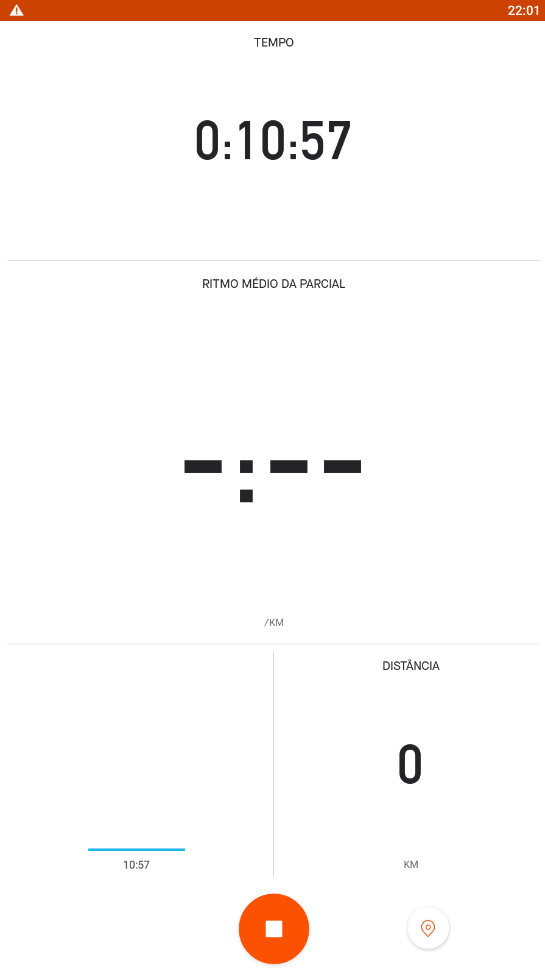 22:01
TEMPO
0:10:57
RITMO MÉDIO DA PARCIAL
-:--
/KM
DISTÂNCIA
0
10:57
KM